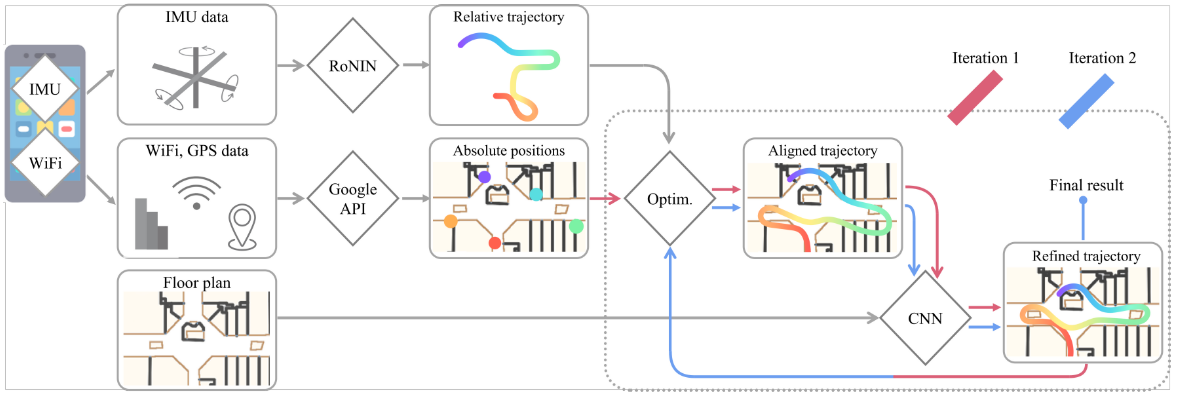 IMU
WiFi
IMU data
RoNIN
Relative trajectory
WiFi, GPS data
Google
API
Absolute positions
Floor plan
Optim.
Aligned trajectory
CNN
Iteration 1
Iteration 2
Final result
Refined trajectory